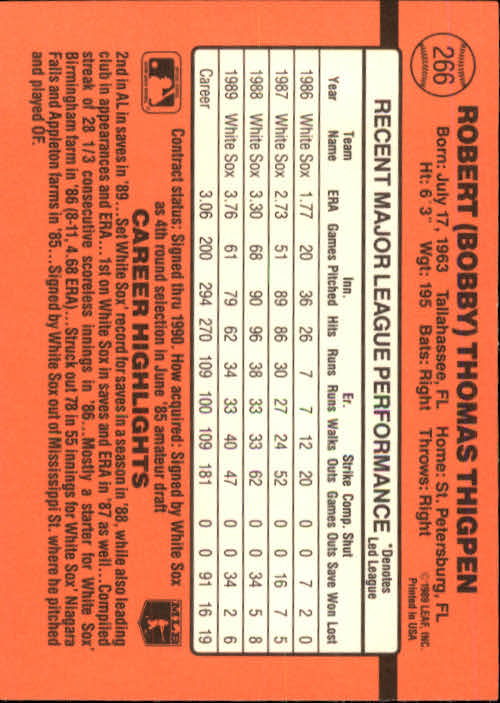 266
ROBERT (BOBBY) THOMAS THIGPEN
Born: July 17, 1963 Tallahassee, FL Home: St. Petersburg, FL
Ht: 6' 3" Wgt: 195 Bats: Right Throws: Right
© 1989 LEAF, INC.
Printed in USA
RECENT MAJOR LEAGUE PERFORMANCE
*Denotes
Led League
Team Inn. Er. Strike Comp. Shut
Year Name ERA Games Pitched Hits Runs Runs Walks Outs Games Outs Save Won Lost
1986 White Sox 1.77 20 36 26 7 7 12 20 0 0 7 2 0
1987 White Sox 2.73 51 89 86 30 27 24 52 0 0 16 7 5
1988 White Sox 3.30 68 90 96 38 33 33 62 0 0 34 5 8
1989 White Sox 3.76 61 79 62 34 33 40 47 0 0 34 2 6
Career 3.06 200 294 270 109 100 109 181 0 0 91 16 19
Contract status: Signed thru 1990. How acquired: Signed by White Sox
as 4th round selection in June '85 amateur draft
MLB
CAREER HIGHLIGHTS
2nd in AL in saves in '89...Set White Sox record for saves in a season in '88, while also leading
club in appearances and ERA...1st on White Sox in saves and ERA in '87 as well...Compiled
streak of 28 1/3 consecutive scoreless innings in '86...Mostly a starter for White Sox'
Birmingham farm in '86 (8-11, 4.68 ERA)...Struck out 78 in 55 innings for White Sox' Niagara
Falls and Appleton farms in '85...Signed by White Sox out of Mississippi St. where he pitched
and played OF.